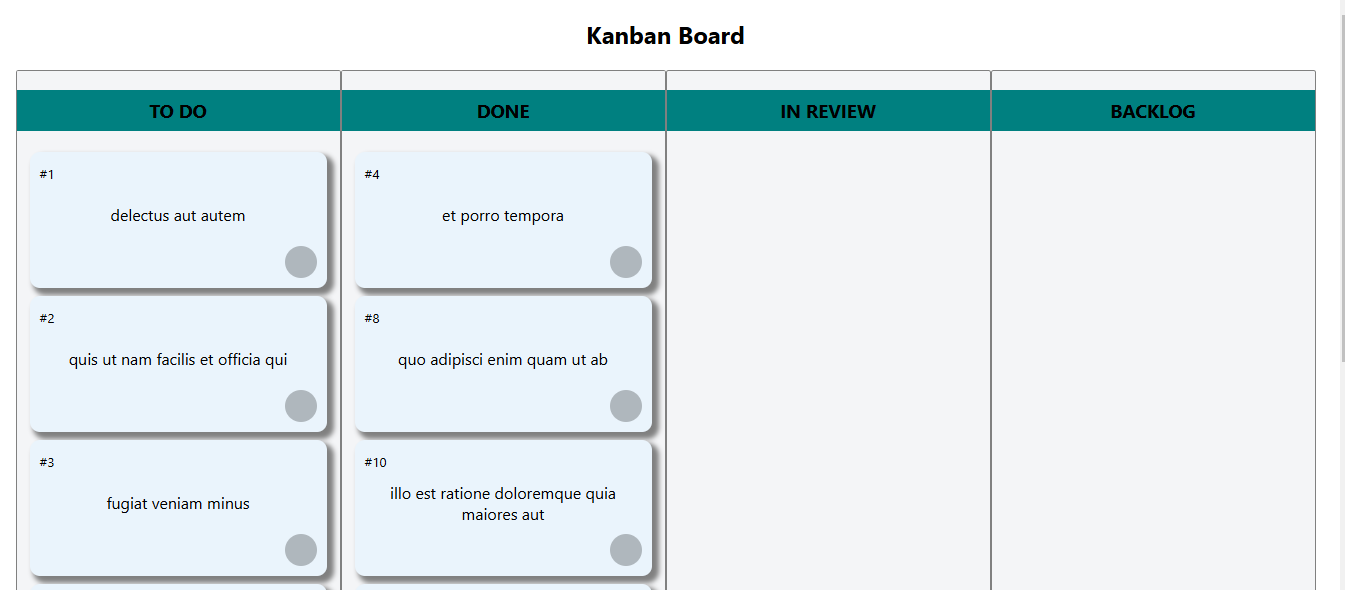 Kanban Board
TO DO
#1
delectus aut autem
#2
quis ut nam facilis et officia qui
#3
fugiat veniam minus
DONE
#4
et porro tempora
#8
quo adipisci enim quam ut ab
#10
illo est ratione doloremque quia
maiores aut
IN REVIEW
BACKLOG